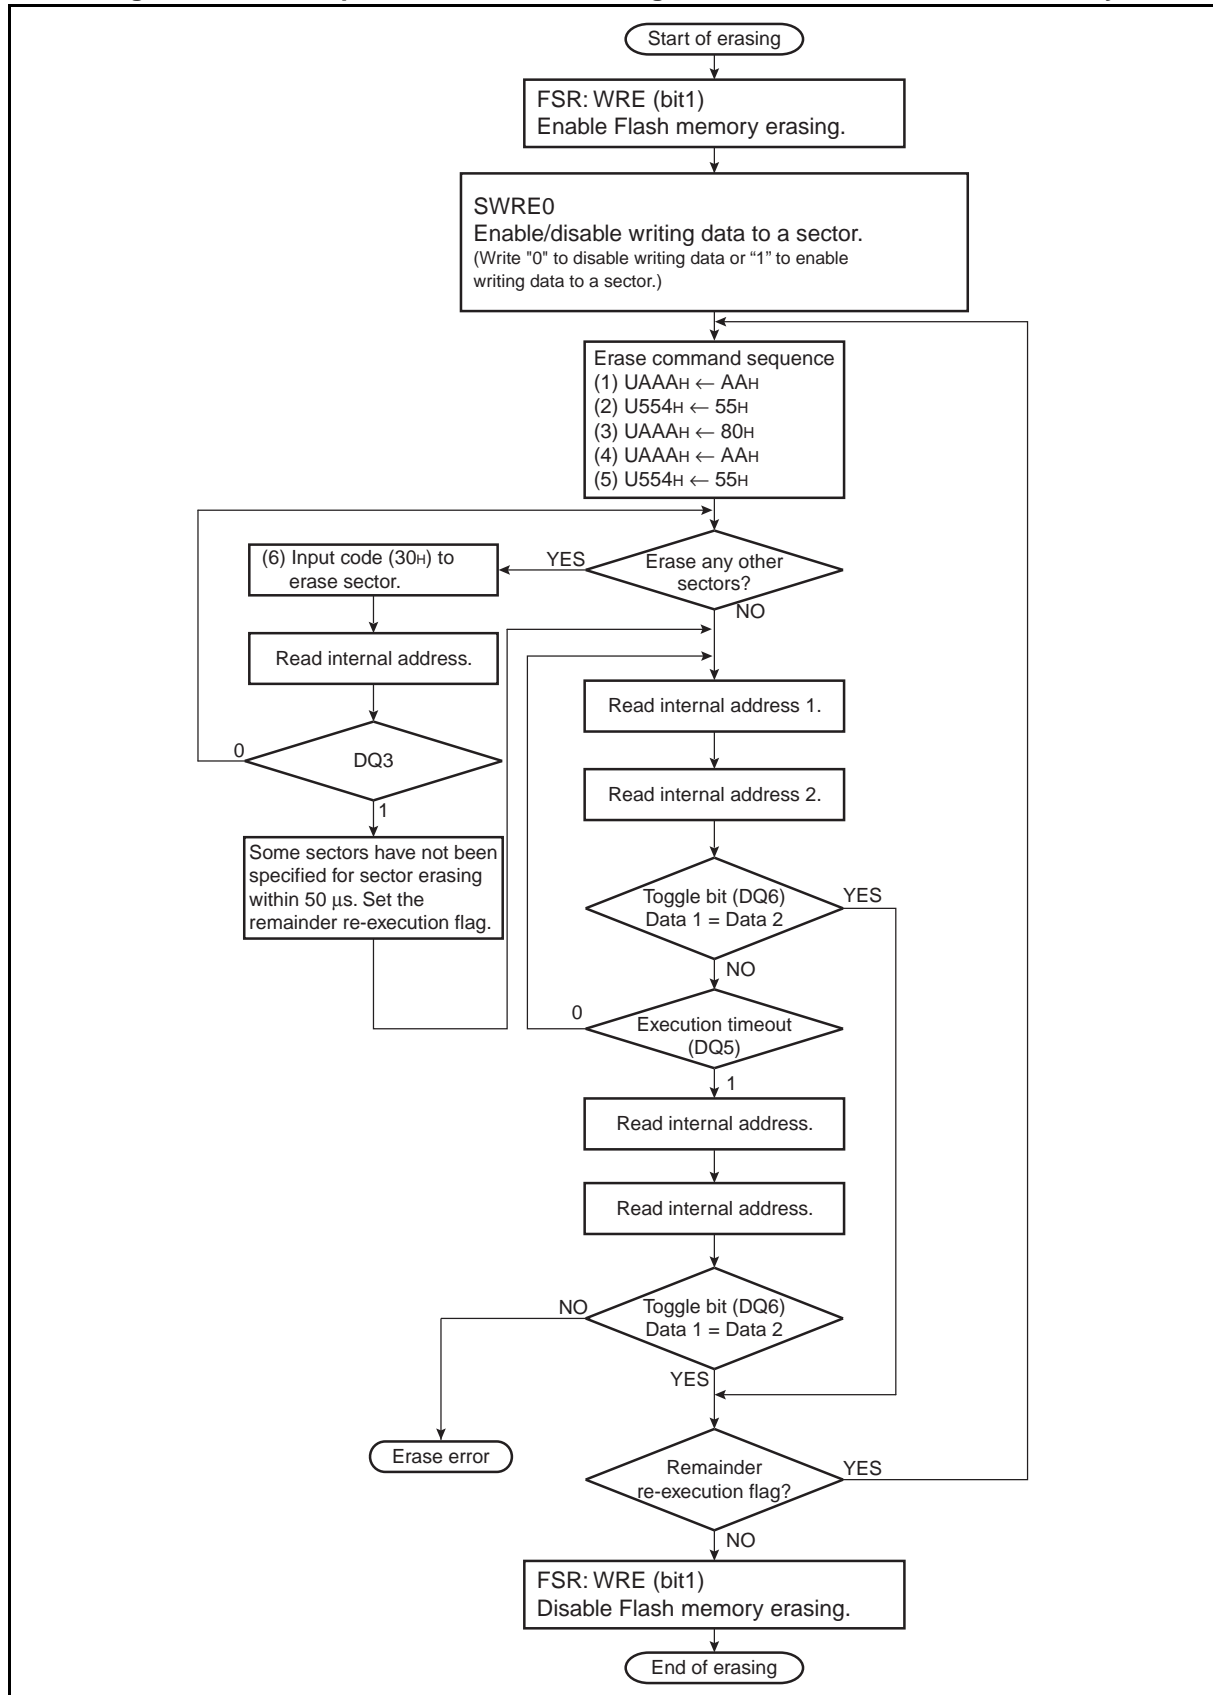 Start of erasing
FSR: WRE (bit1)
Enable Flash memory erasing.
SWRE0
Enable/disable writing data to a sector.
(Write "0" to disable writing data or “1” to enable
writing data to a sector.)
Erase command sequence
(1) UAAAH ← AAH
(2) U554H ← 55H
(3) UAAAH ← 80H
(4) UAAAH ← AAH
(5) U554H ← 55H
(6) Input code (30H) to
erase sector.
YES
Erase any other
sectors?
NO
Read internal address.
Read internal address 1.
0
DQ3
1
Read internal address 2.
Some sectors have not been
specified for sector erasing
within 50 μs. Set the
remainder re-execution flag.
Toggle bit (DQ6)
Data 1 = Data 2
YES
NO
0
Execution timeout
(DQ5)
1
Read internal address.
Read internal address.
NO
Toggle bit (DQ6)
Data 1 = Data 2
YES
Erase error
Remainder
re-execution flag?
YES
NO
FSR: WRE (bit1)
Disable Flash memory erasing.
End of erasing